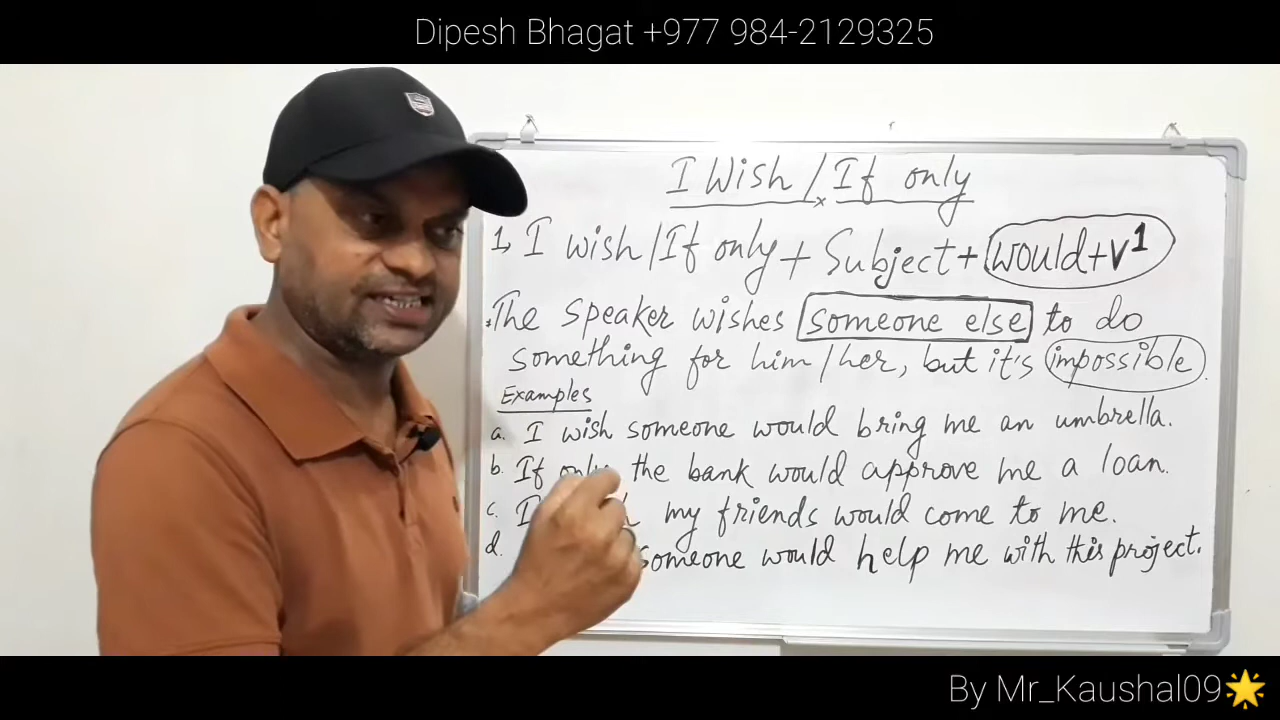 Dipesh Bhagat +977 984-2129325
I Wish / If only
1, I wish/If only + Subject + would+v¹
The speaker wishes someone else to do
something for him/her, but it's impossible.
Examples
a. I wish someone would bring me an umbrella.
b. If only the bank would approve me a loan.
c. I my friends would come to me.
d. someone would help me with this project.
By Mr_Kaushal09🌟